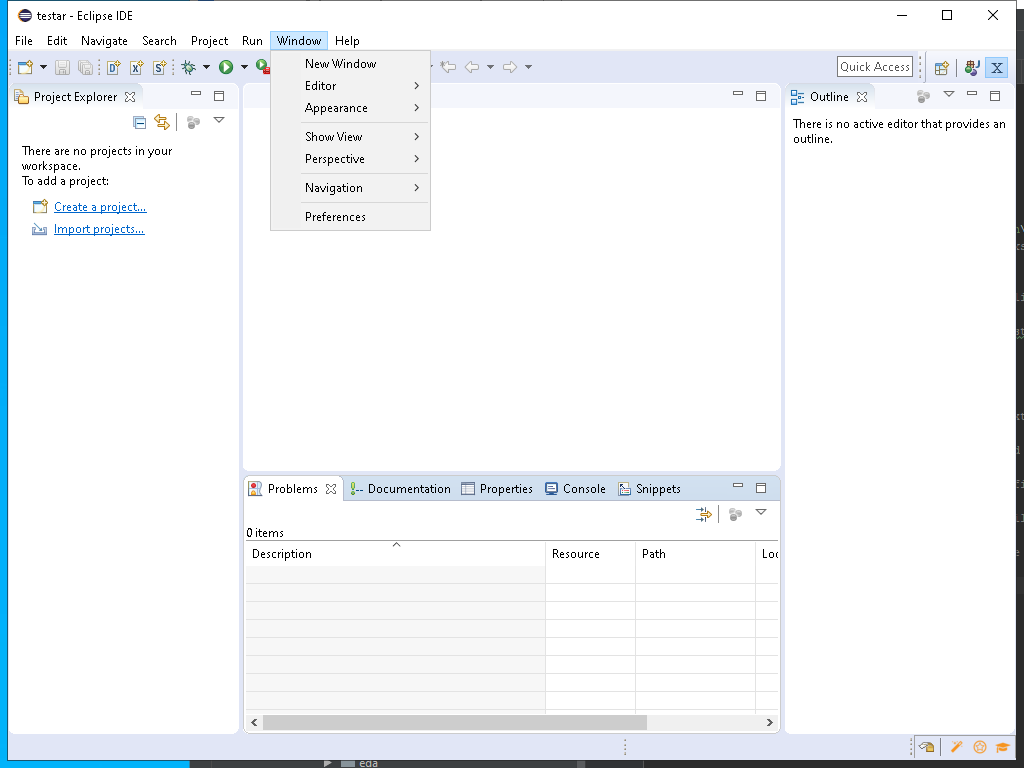 testar - Eclipse IDE
File Edit Navigate Search Project Run Window Help
Quick Access
New Window
Editor
Appearance
Show View
Perspective
Navigation
Preferences
Project Explorer
There are no projects in your
workspace.
To add a project:
Create a project...
Import projects...
Outline
There is no active editor that provides an
outline.
Problems Documentation Properties Console Snippets
0 items
Description Resource Path Loc
eda